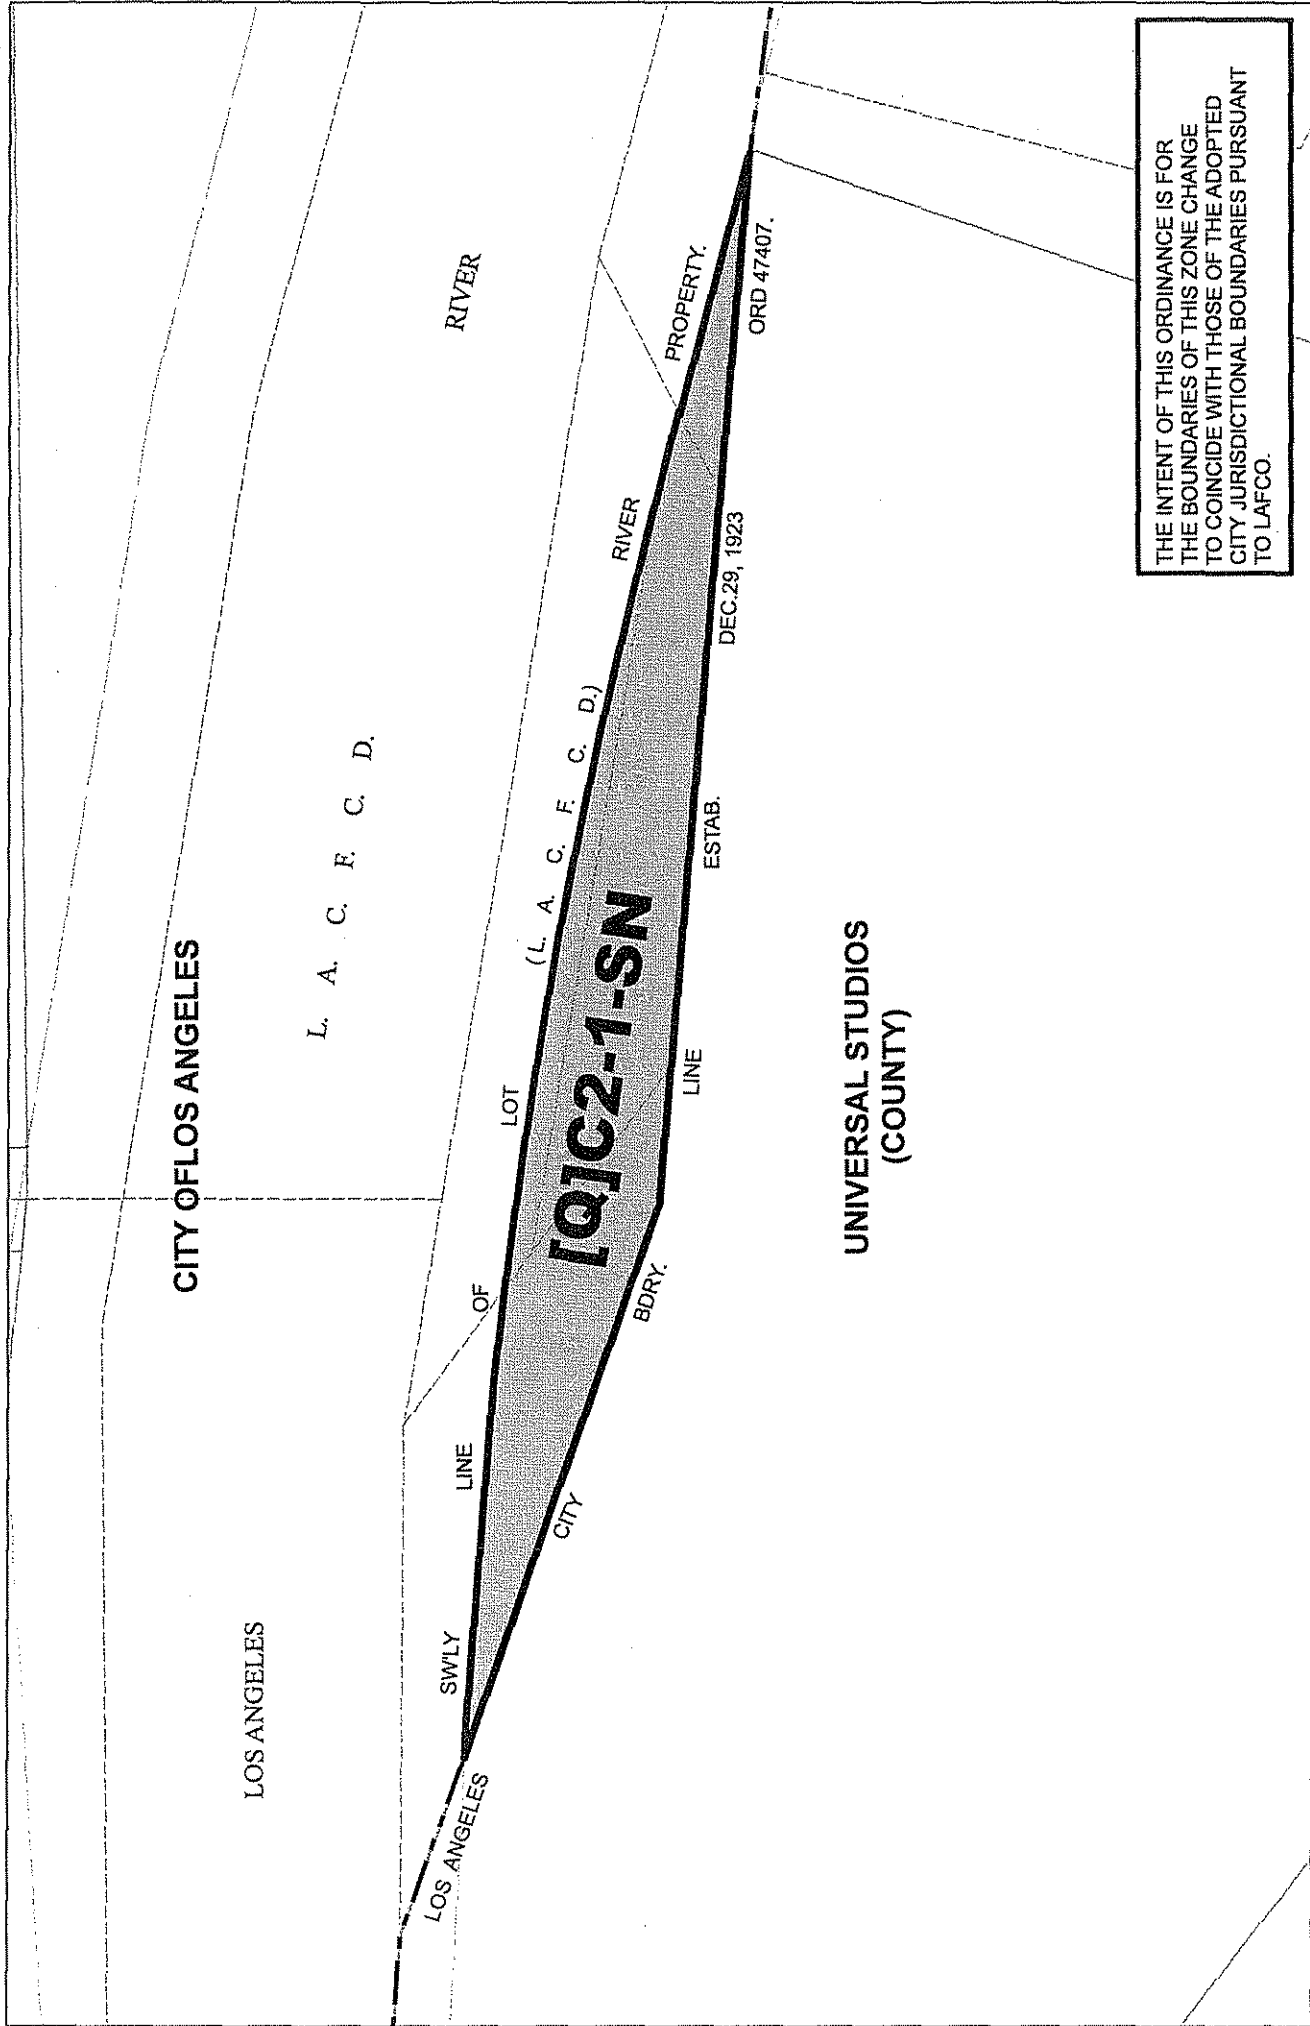 CITY OFLOS ANGELES
LOS ANGELES
L. A. C. F. C. D.
RIVER
SW'LY LINE OF LOT (L. A. C. F. C. D.) RIVER PROPERTY.
[Q]C2-1-SN
LOS ANGELES CITY BDRY. LINE ESTAB. DEC.29, 1923 ORD 47407.
UNIVERSAL STUDIOS
(COUNTY)
THE INTENT OF THIS ORDINANCE IS FOR
THE BOUNDARIES OF THIS ZONE CHANGE
TO COINCIDE WITH THOSE OF THE ADOPTED
CITY JURISDICTIONAL BOUNDARIES PURSUANT
TO LAFCO.